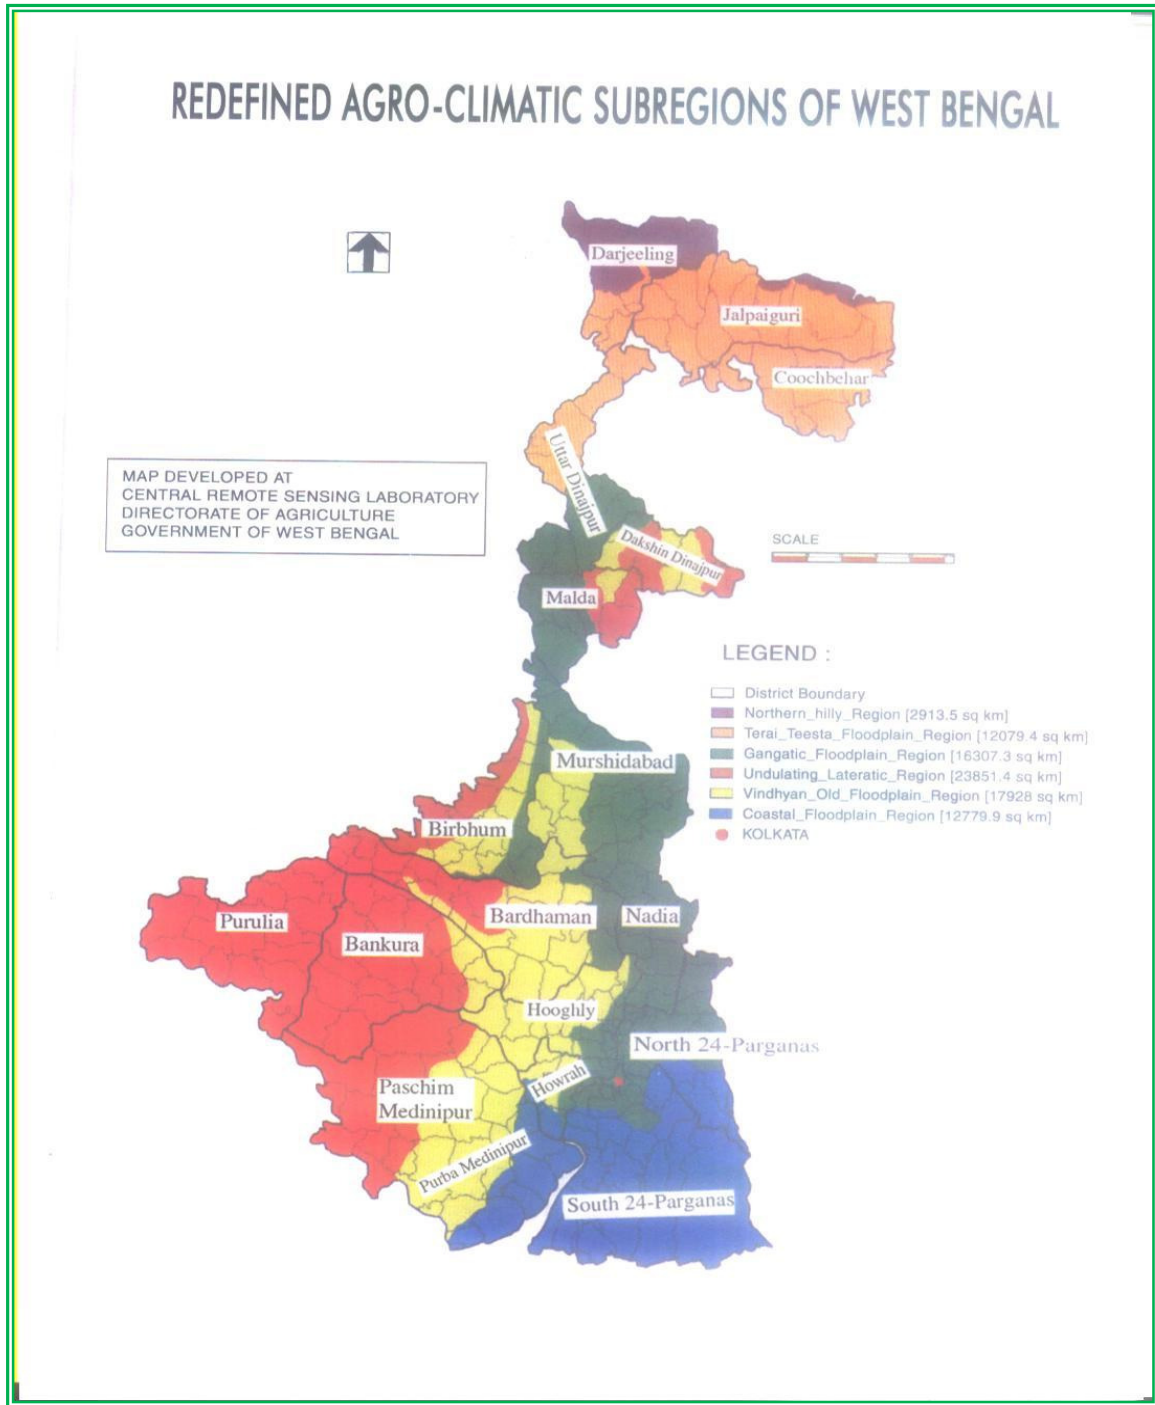 REDEFINED AGRO-CLIMATIC SUBREGIONS OF WEST BENGAL
Darjeeling
Jalpaiguri
Coochbehar
Uttar Dinajpur
MAP DEVELOPED AT
CENTRAL REMOTE SENSING LABORATORY
DIRECTORATE OF AGRICULTURE
GOVERNMENT OF WEST BENGAL
SCALE
Dakshin Dinajpur
Malda
LEGEND :
District Boundary
Northern_hilly_Region [2913.5 sq km]
Terai_Teesta_Floodplain_Region [12079.4 sq km]
Gangatic_Floodplain_Region [16307.3 sq km]
Undulating_Lateratic_Region [23851.4 sq km]
Vindhyan_Old_Floodplain_Region [17928 sq km]
Coastal_Floodplain_Region [12779.9 sq km]
KOLKATA
Murshidabad
Birbhum
Purulia
Bankura
Bardhaman
Nadia
Hooghly
North 24-Parganas
Howrah
Paschim
Medinipur
Purba Medinipur
South 24-Parganas